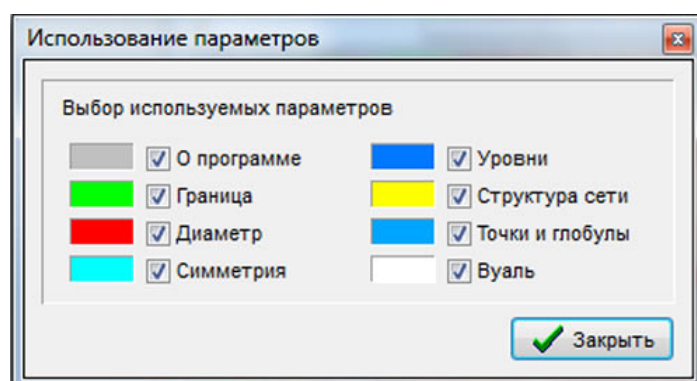 Использование параметров
Выбор используемых параметров
О программе
Уровни
Граница
Структура сети
Диаметр
Точки и глобулы
Симметрия
Вуаль
Закрыть